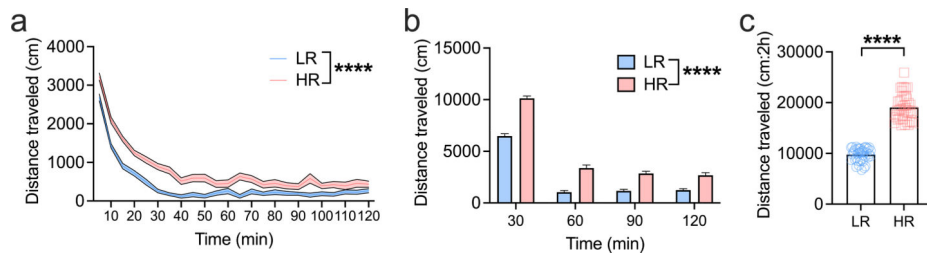 a
Distance traveled (cm)
4000
3000
2000
1000
0
10 20 30 40 50 60 70 80 90 100 110 120
Time (min)
LR
HR
****
b
Distance traveled (cm)
15000
10000
5000
0
30 60 90 120
Time (min)
LR
HR
****
c
Distance traveled (cm:2h)
30000
20000
10000
0
LR HR
****